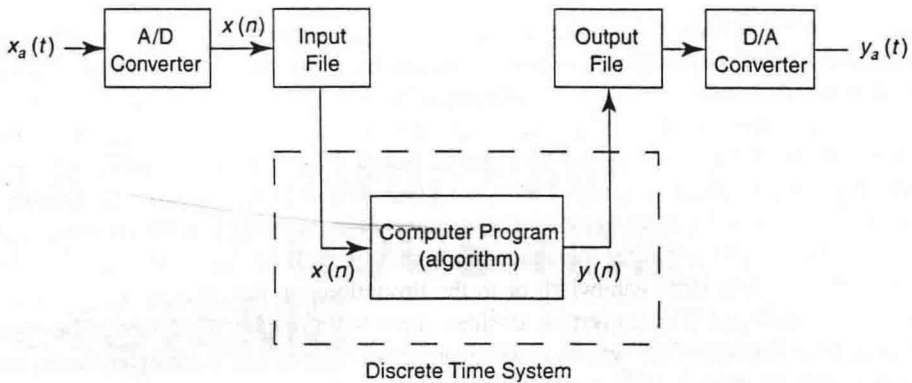 x_a(t)
A/D
Converter
x(n)
Input
File
Output
File
D/A
Converter
y_a(t)
Computer Program
(algorithm)
x(n)
y(n)
Discrete Time System